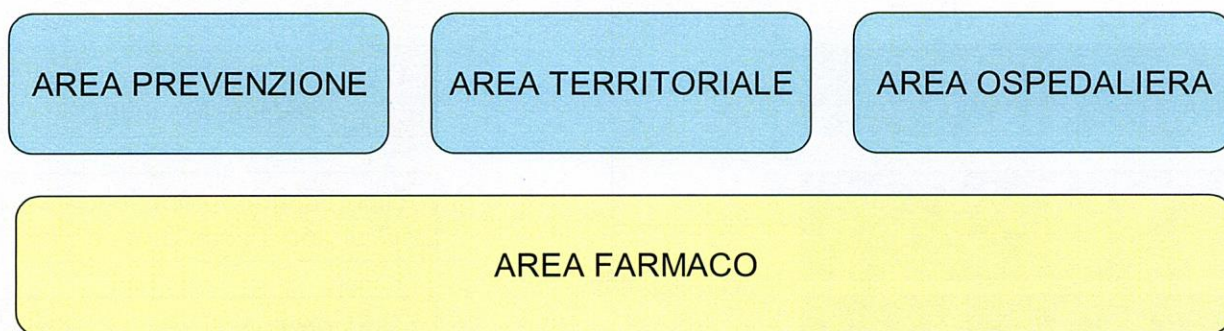 AREA PREVENZIONE
AREA TERRITORIALE
AREA OSPEDALIERA
AREA FARMACO